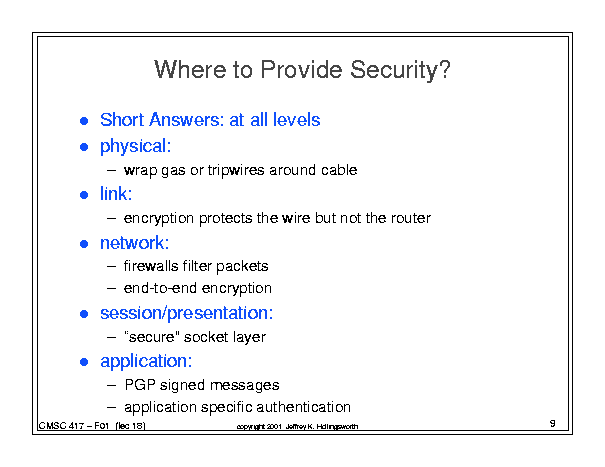 Where to Provide Security?
● Short Answers: at all levels
● physical:
– wrap gas or tripwires around cable
● link:
– encryption protects the wire but not the router
● network:
– firewalls filter packets
– end-to-end encryption
● session/presentation:
– “secure” socket layer
● application:
– PGP signed messages
– application specific authentication
CMSC 417 – F01 (lec 18)
copyright 2001 Jeffrey K. Hollingsworth
9